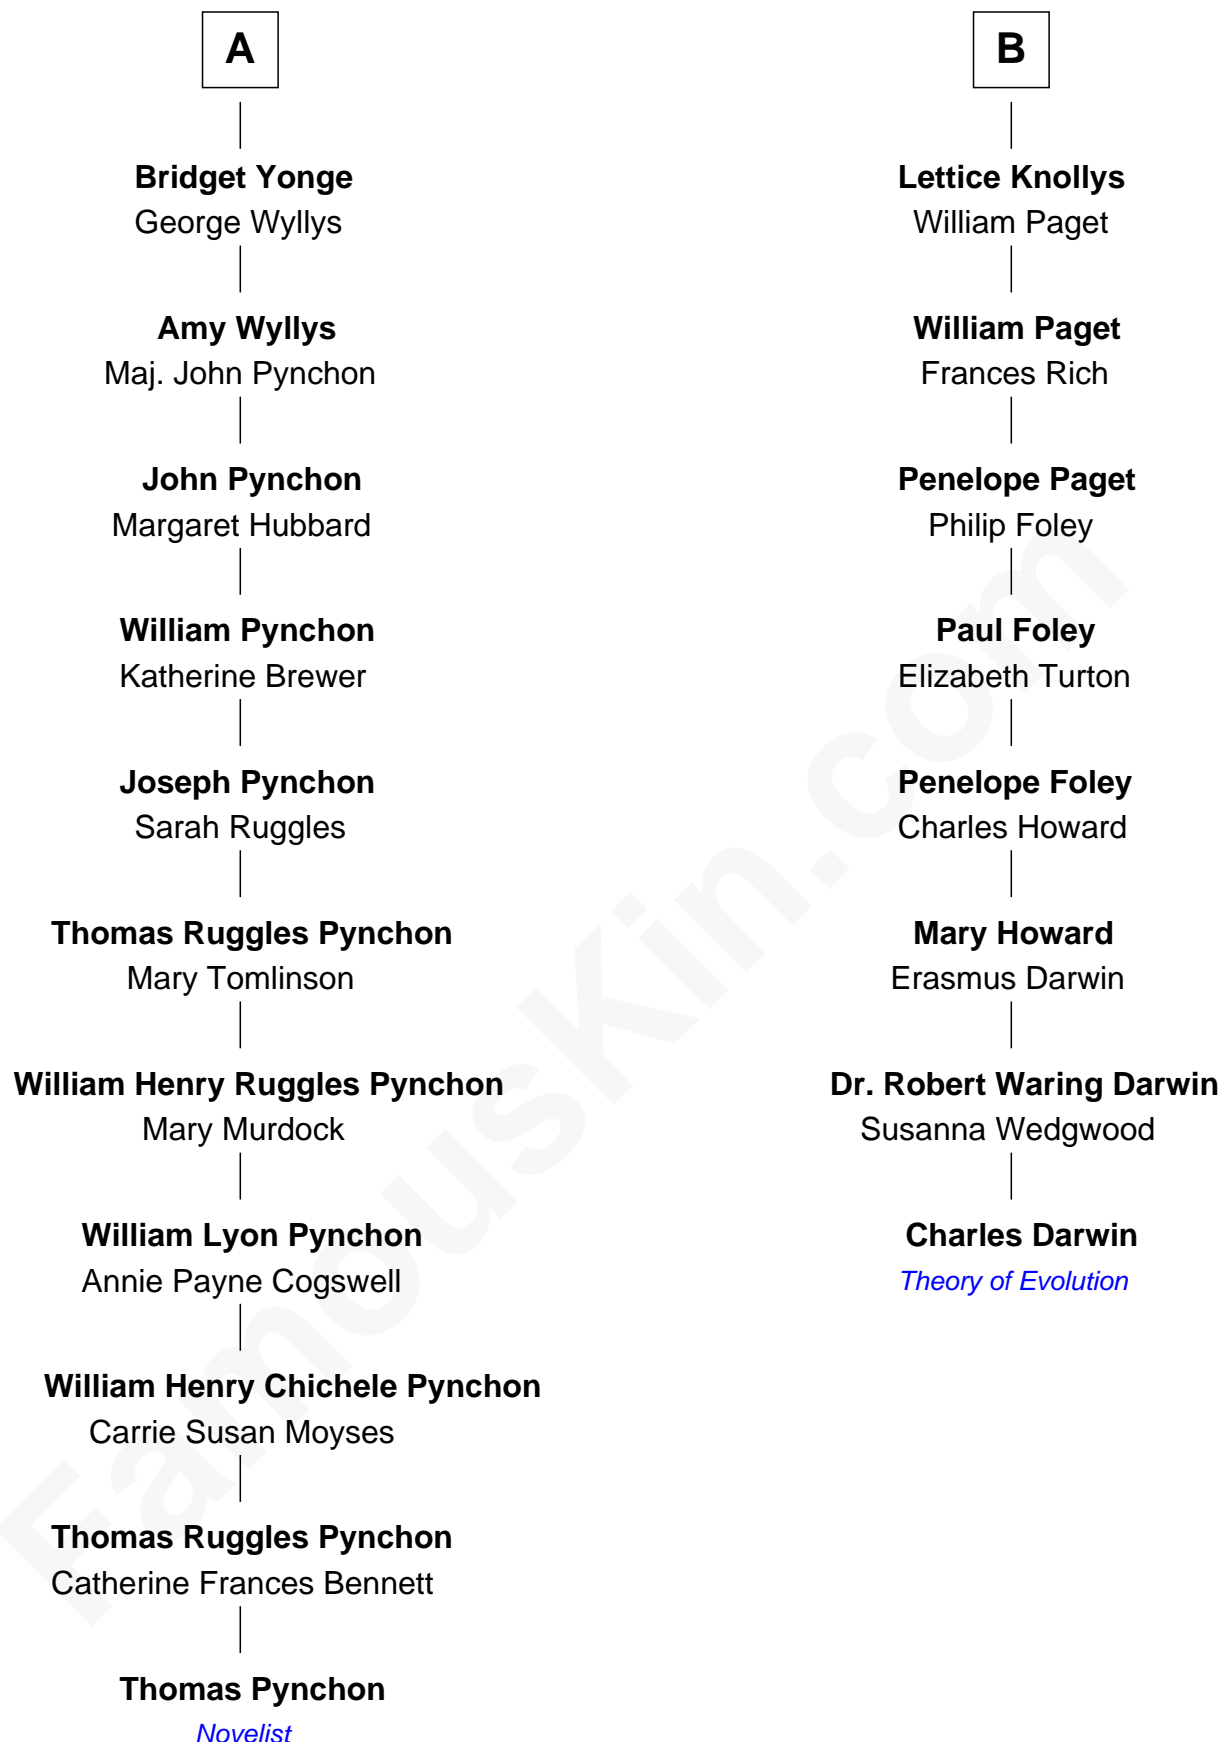 A
Bridget Yonge
George Wyllys
Amy Wyllys
Maj. John Pynchon
John Pynchon
Margaret Hubbard
William Pynchon
Katherine Brewer
Joseph Pynchon
Sarah Ruggles
Thomas Ruggles Pynchon
Mary Tomlinson
William Henry Ruggles Pynchon
Mary Murdock
William Lyon Pynchon
Annie Payne Cogswell
William Henry Chichele Pynchon
Carrie Susan Moyses
Thomas Ruggles Pynchon
Catherine Frances Bennett
Thomas Pynchon
Novelist
B
Lettice Knollys
William Paget
William Paget
Frances Rich
Penelope Paget
Philip Foley
Paul Foley
Elizabeth Turton
Penelope Foley
Charles Howard
Mary Howard
Erasmus Darwin
Dr. Robert Waring Darwin
Susanna Wedgwood
Charles Darwin
Theory of Evolution
FamousKin.com